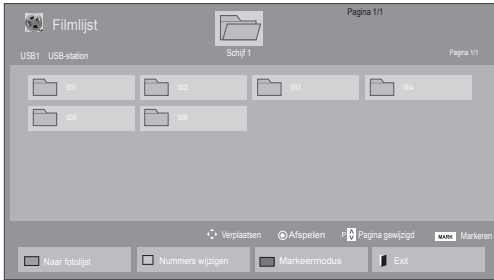 Pagina 1/1
Filmlijst
Schijf 1
USB1 USB-station
Pagina 1/1
001
002
003
004
005
006
Verplaatsen
Afspelen
P Pagina gewijzigd
MARK Markeren
Naar fotolijst
Nummers wijzigen
Markeermodus
Exit